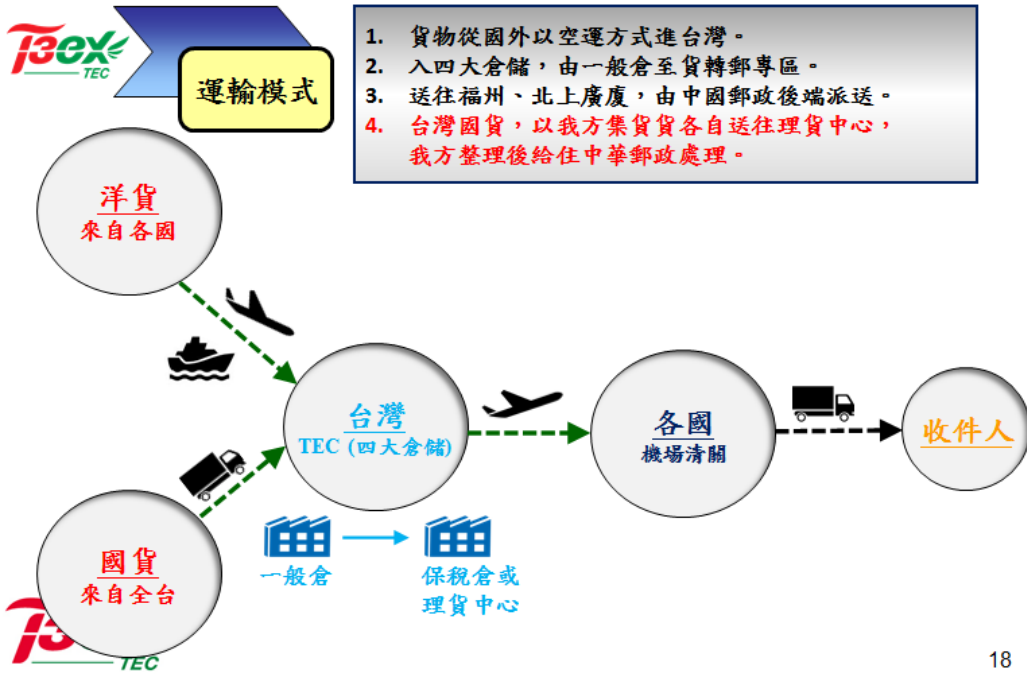 T3EX
TEC
運輸模式
1. 貨物從國外以空運方式進台灣。
2. 入四大倉儲,由一般倉至貨轉郵專區。
3. 送往福州、北上廣廈,由中國郵政後端派送。
4. 台灣國貨,以我方集貨貨各自送往理貨中心,
我方整理後給住中華郵政處理。
洋貨
來自各國
台灣
TEC (四大倉儲)
各國
機場清關
收件人
國貨
來自全台
一般倉
保稅倉或
理貨中心
T3
TEC
18